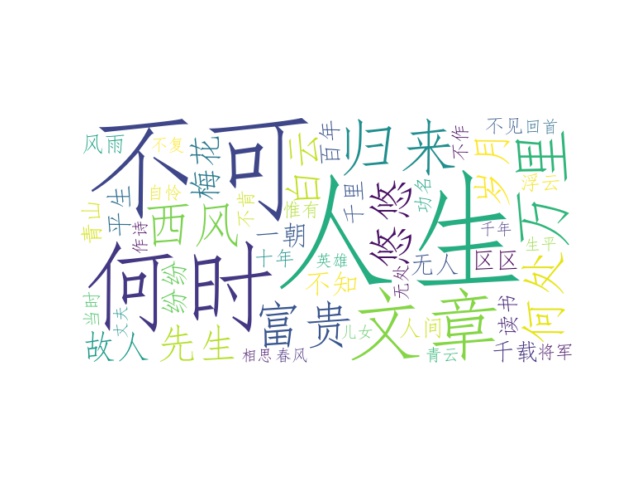 不可
人生
何时
文章
归来
万里
西风
富贵
悠悠
白云
何处
先生
故人
岁月
梅花
平生
纷纷
一朝
不知
千载
将军
读书
区区
无人
人间
风雨
不复
百年
不作
不见
回首
青山
自怜
作诗
不肯
惟有
千里
功名
浮云
千年
生平
十年
英雄
无处
当时
丈夫
相思
春风
儿女
青云